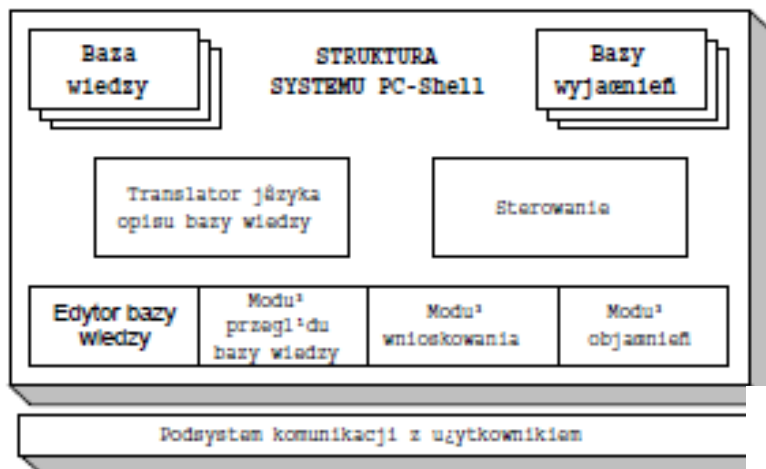 Baza
wiedzy
STRUKTURA
SYSTEMU PC-Shell
Bazy
wyjaœnieñ
Translator jêzyka
opisu bazy wiedzy
Sterowanie
Edytor bazy
wiedzy
Modu³
przegl¹du
bazy wiedzy
Modu³
wnioskowania
Modu³
objaœnieñ
Podsystem komunikacji z u¿ytkownikiem